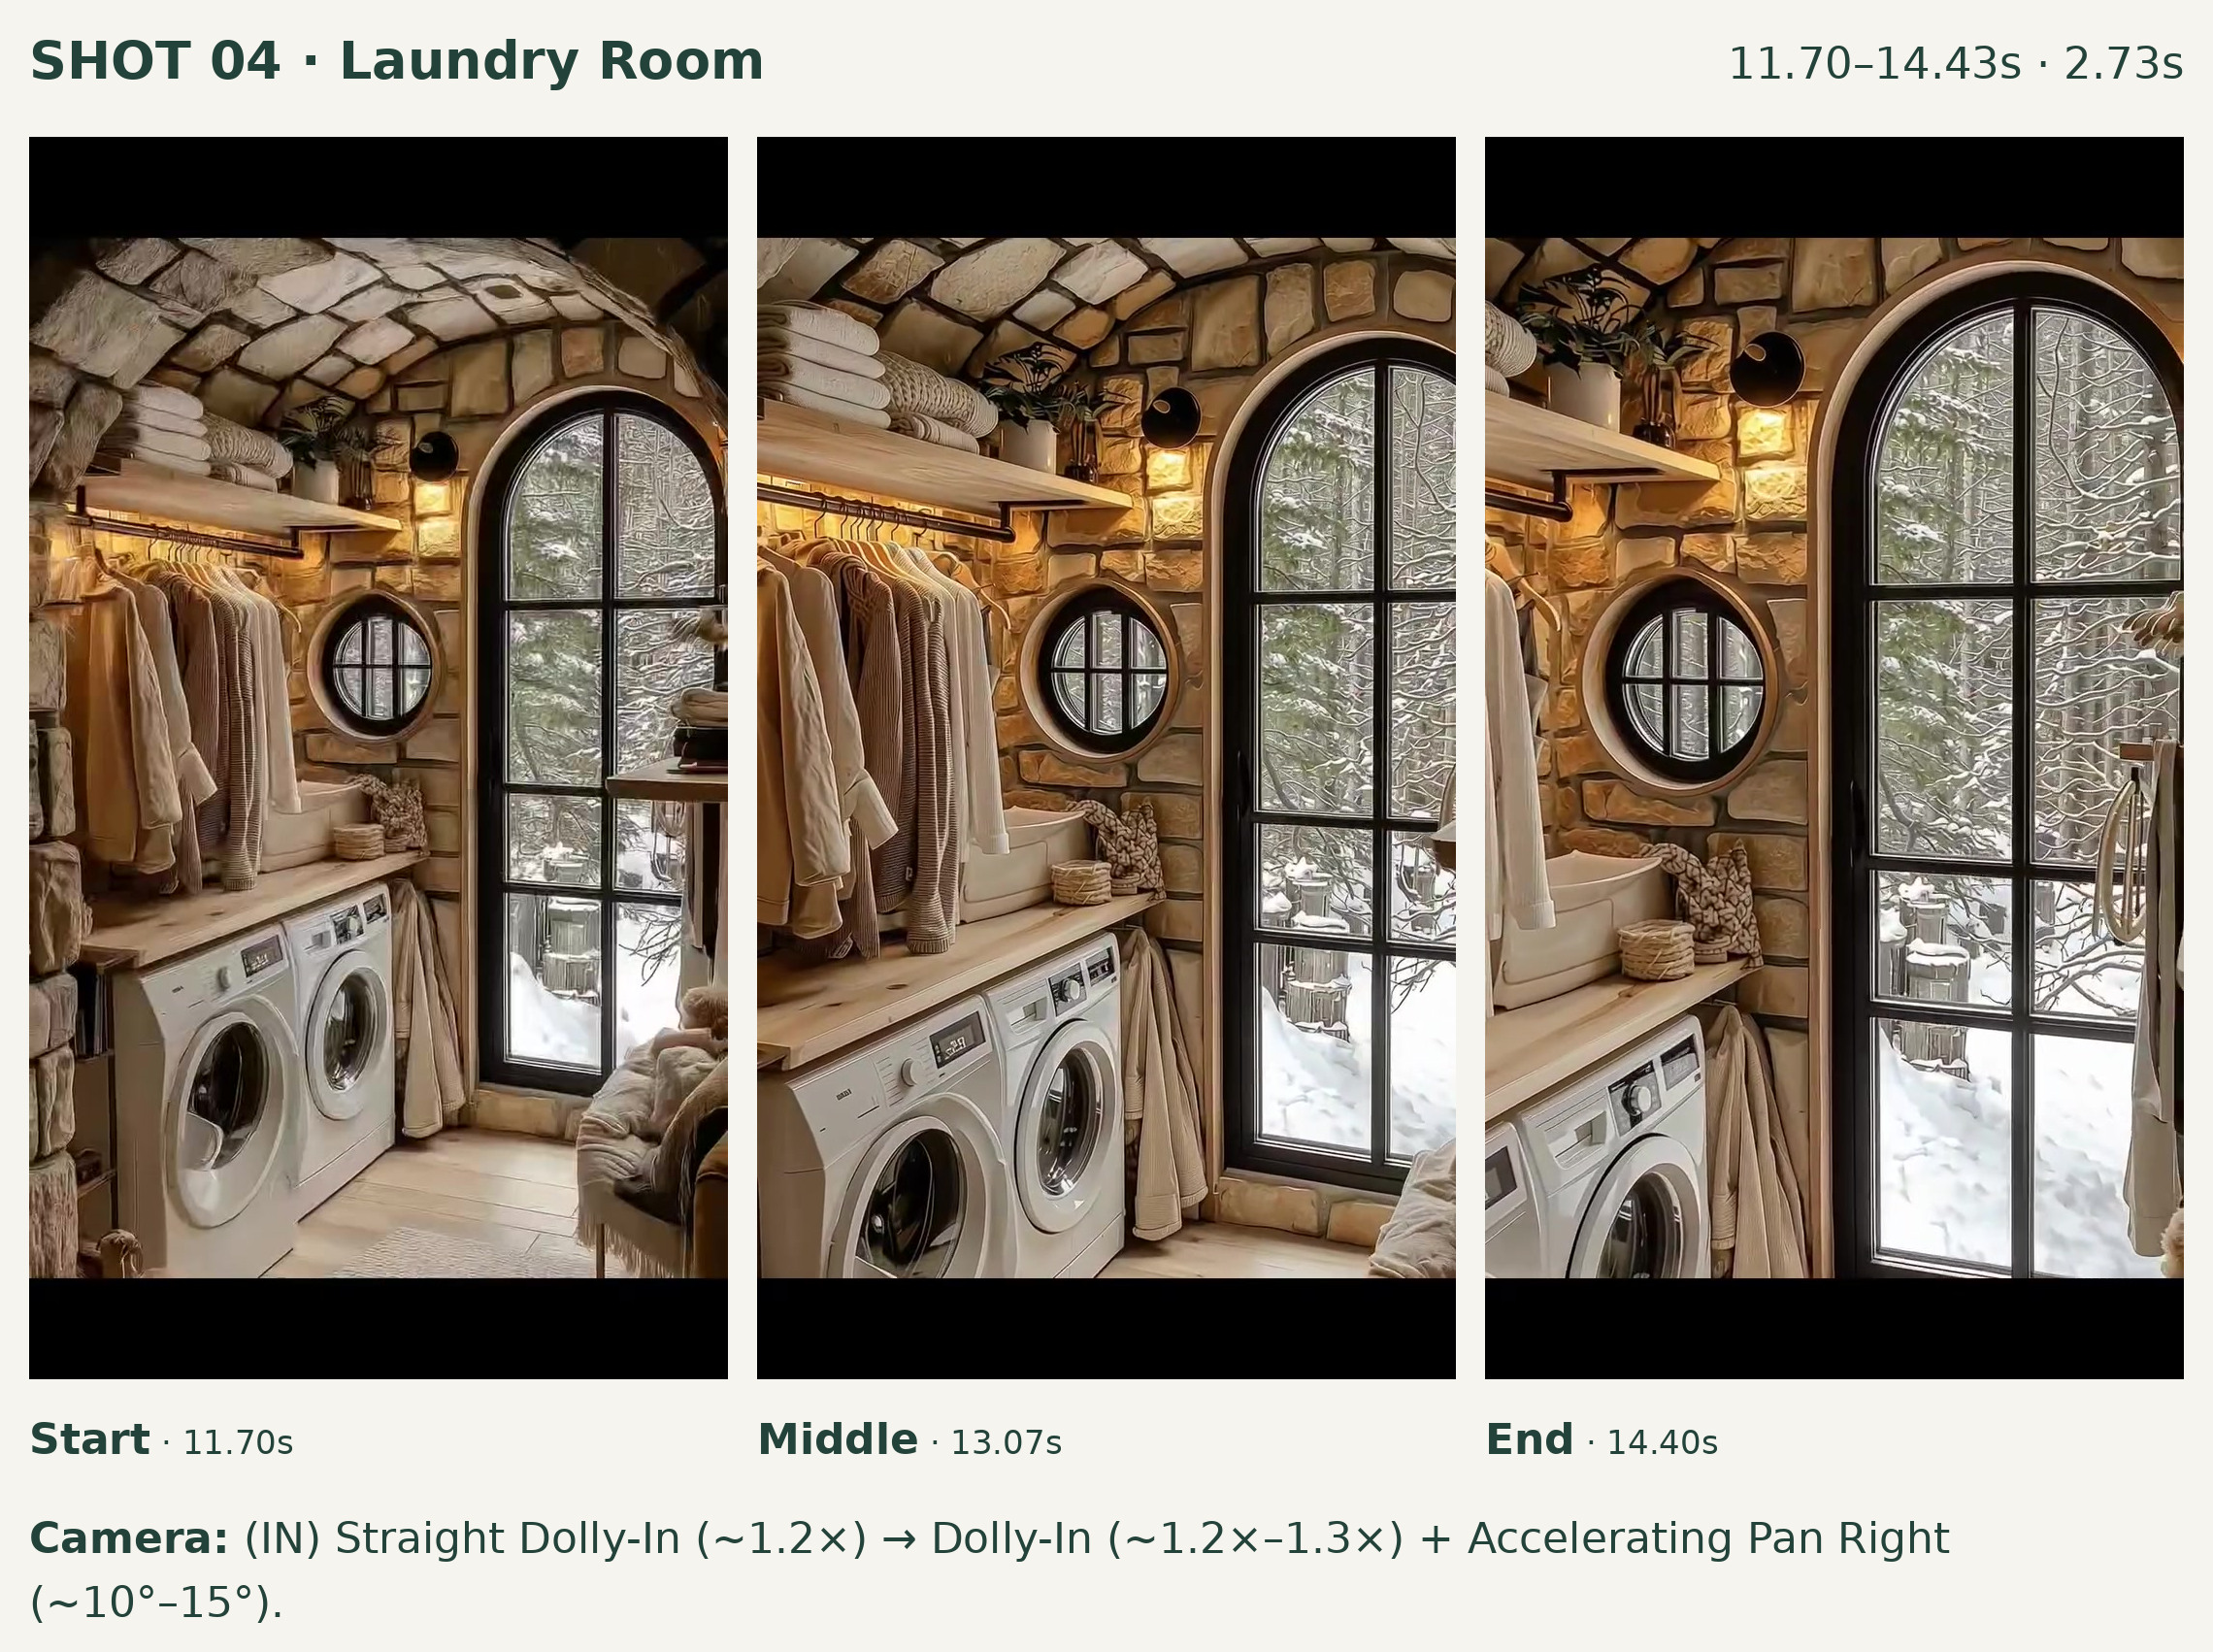 SHOT 04 · Laundry Room
11.70–14.43s · 2.73s
Start · 11.70s
Middle · 13.07s
End · 14.40s
Camera: (IN) Straight Dolly-In (~1.2×) → Dolly-In (~1.2×–1.3×) + Accelerating Pan Right
(~10°–15°).